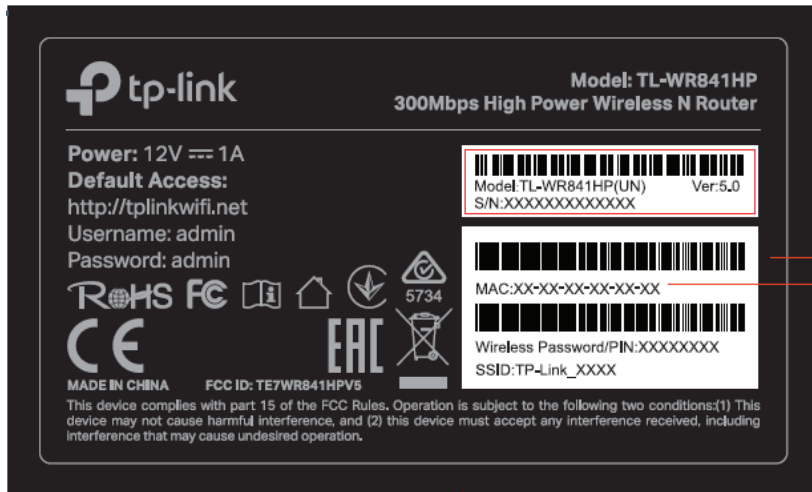 tp-link
Model: TL-WR841HP
300Mbps High Power Wireless N Router
Power: 12V ⎓ 1A
Default Access:
http://tplinkwifi.net
Username: admin
Password: admin
RoHS FC
5734
CE
EAC
MADE IN CHINA FCC ID: TE7WR841HPV5
Model:TL-WR841HP(UN) Ver:5.0
S/N:XXXXXXXXXXXXX
MAC:XX-XX-XX-XX-XX-XX
Wireless Password/PIN:XXXXXXXX
SSID:TP-Link_XXXX
This device complies with part 15 of the FCC Rules. Operation is subject to the following two conditions:(1) This
device may not cause harmful interference, and (2) this device must accept any interference received, including
interference that may cause undesired operation.